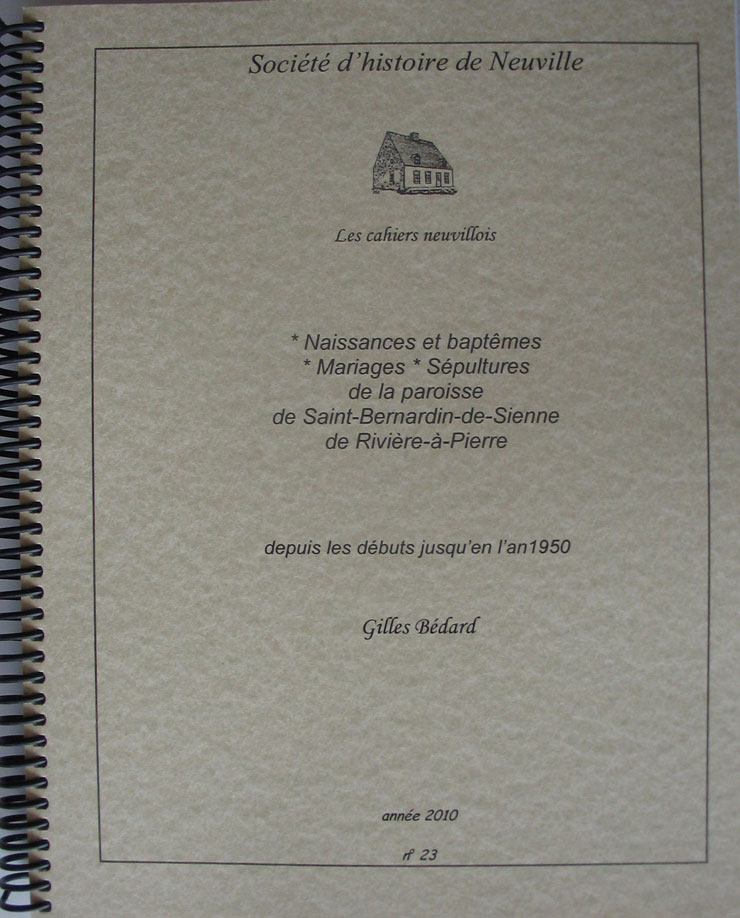 Société d'histoire de Neuville
Les cahiers neuvillois
* Naissances et baptêmes
* Mariages * Sépultures
de la paroisse
de Saint-Bernardin-de-Sienne
de Rivière-à-Pierre
depuis les débuts jusqu'en l'an1950
Gilles Bédard
année 2010
nº 23